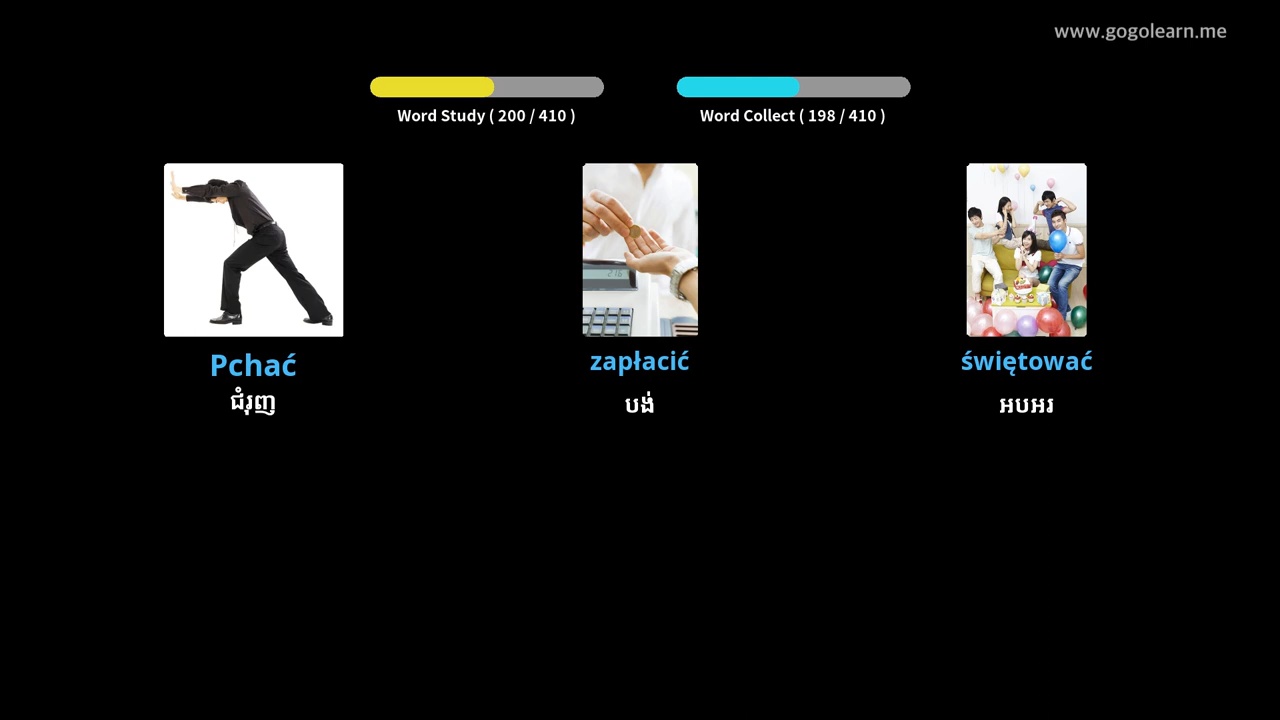 www.gogolearn.me
Word Study ( 200 / 410 )
Word Collect ( 198 / 410 )
Pchać
zapłacić
świętować
ជំរុញ
បង់
អបអរ